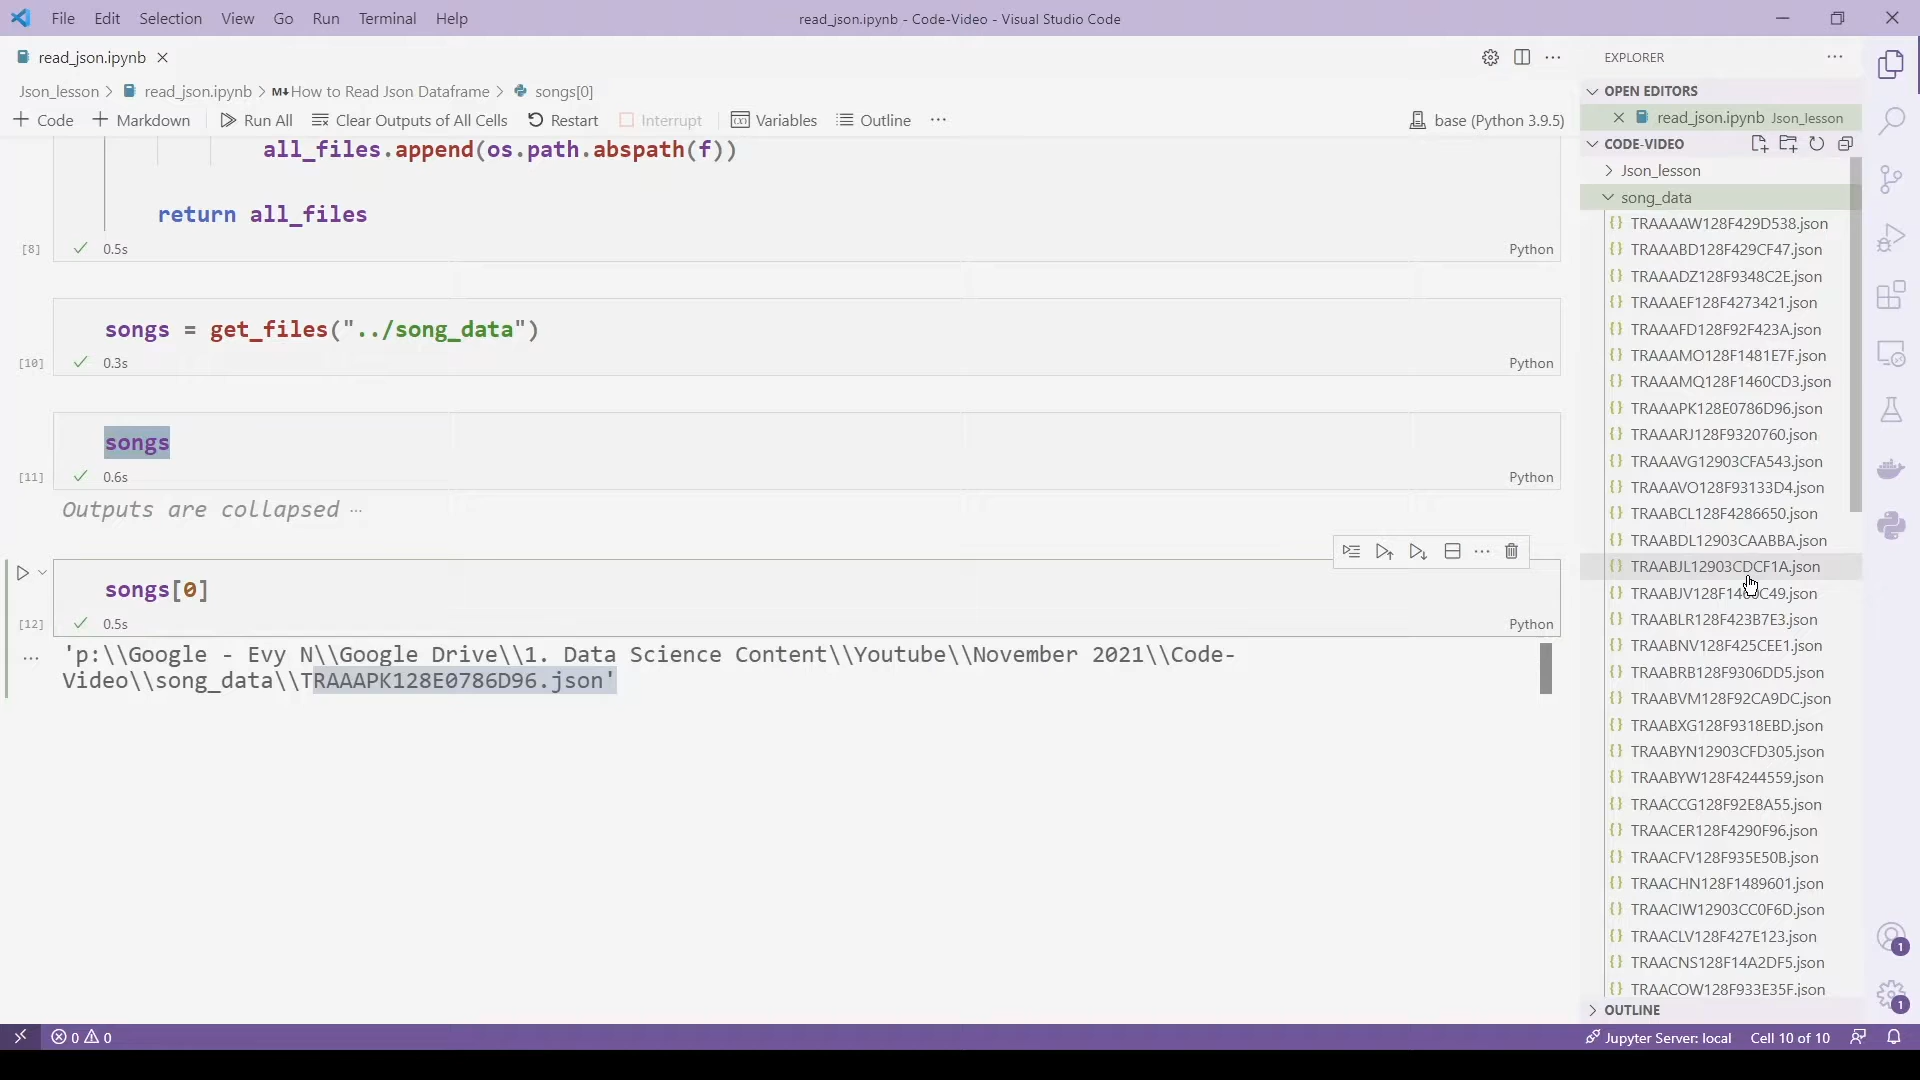 File Edit Selection View Go Run Terminal Help
read_json.ipynb - Code-Video - Visual Studio Code
read_json.ipynb
Json_lesson > read_json.ipynb > M↓How to Read Json Dataframe > songs[0]
+ Code + Markdown Run All Clear Outputs of All Cells Restart Interrupt Variables Outline ··· base (Python 3.9.5)
all_files.append(os.path.abspath(f))
return all_files
[8] 0.5s Python
songs = get_files("../song_data")
[10] 0.3s Python
songs
[11] 0.6s Python
Outputs are collapsed ···
songs[0]
[12] 0.5s Python
'p:\\Google - Evy N\\Google Drive\\1. Data Science Content\\Youtube\\November 2021\\Code-
Video\\song_data\\TRAAAPK128E0786D96.json'
EXPLORER
OPEN EDITORS
read_json.ipynb Json_lesson
CODE-VIDEO
Json_lesson
song_data
TRAAAAW128F429D538.json
TRAAABD128F429CF47.json
TRAAADZ128F9348C2E.json
TRAAAEF128F4273421.json
TRAAAFD128F92F423A.json
TRAAAMO128F1481E7F.json
TRAAAMQ128F1460CD3.json
TRAAAPK128E0786D96.json
TRAAARJ128F9320760.json
TRAAAVG12903CFA543.json
TRAAAVO128F93133D4.json
TRAABCL128F4286650.json
TRAABDL12903CAABBA.json
TRAABJL12903CDCF1A.json
TRAABLR128F423B7E3.json
TRAABNV128F425CEE1.json
TRAABRB128F9306DD5.json
TRAABVM128F92CA9DC.json
TRAABXG128F9318EBD.json
TRAABYN12903CFD305.json
TRAABYW128F4244559.json
TRAACCG128F92E8A55.json
TRAACER128F4290F96.json
TRAACFV128F935E50B.json
TRAACHN128F1489601.json
TRAACIW12903CC0F6D.json
TRAACLV128F427E123.json
TRAACNS128F14A2DF5.json
TRAACOW128F933E35F.json
OUTLINE
1
1
0 0
Jupyter Server: local Cell 10 of 10